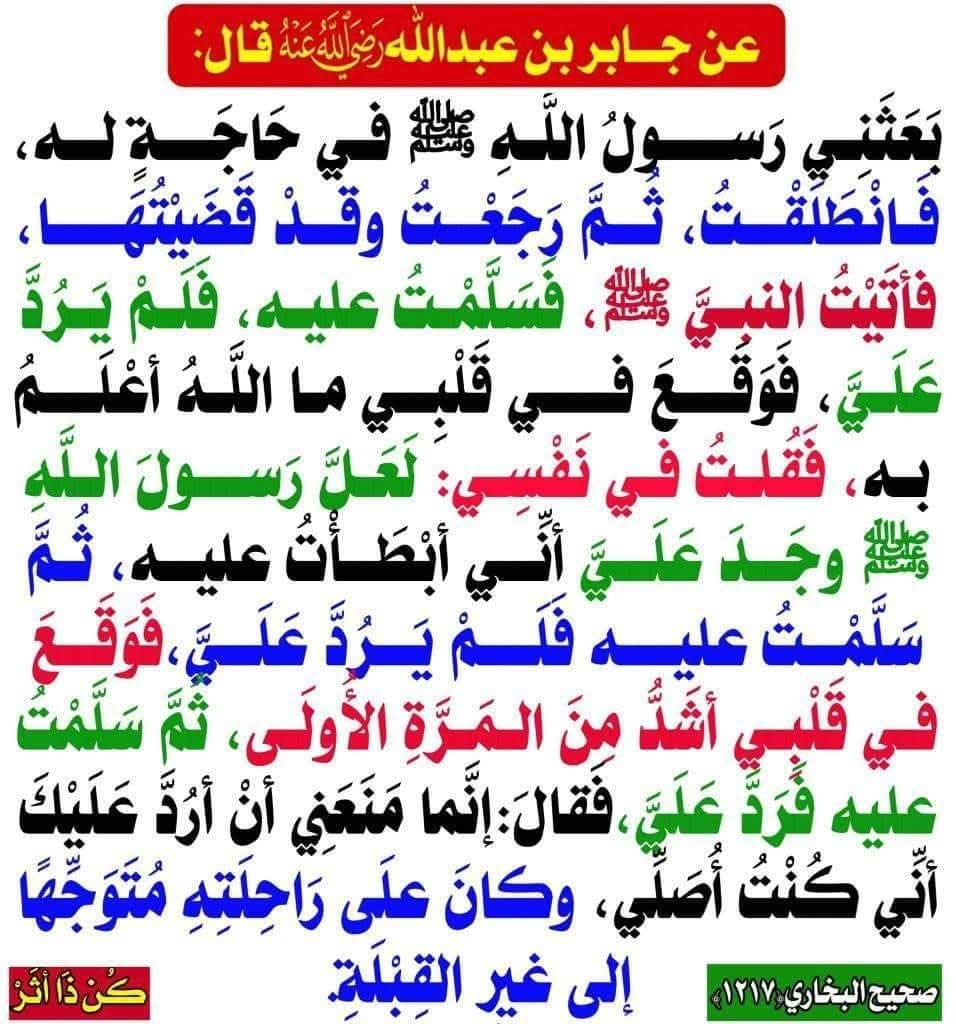 عن جابر بن عبدالله رَضِيَ اللَّهُ عَنْهُ قال:
بَعَثَنِي رَسولُ اللَّهِ ﷺ في حَاجَةٍ له،
فَانْطَلَقْتُ، ثُمَّ رَجَعْتُ وقدْ قَضَيْتُهَا،
فأتَيْتُ النبيَّ ﷺ، فَسَلَّمْتُ عليه، فَلَمْ يَرُدَّ
عَلَيَّ، فَوَقَعَ في قَلْبِي ما اللَّهُ أعْلَمُ
به، فَقُلتُ في نَفْسِي: لَعَلَّ رَسولَ اللَّهِ
ﷺ وجَدَ عَلَيَّ أنِّي أبْطَأْتُ عليه، ثُمَّ
سَلَّمْتُ عليه فَلَمْ يَرُدَّ عَلَيَّ، فَوَقَعَ
في قَلْبِي أشَدُّ مِنَ المَرَّةِ الأُولَى، ثُمَّ سَلَّمْتُ
عليه فَرَدَّ عَلَيَّ، فَقالَ: إنَّما مَنَعَنِي أنْ أرُدَّ عَلَيْكَ
أنِّي كُنْتُ أُصَلِّي، وكانَ علَى رَاحِلَتِهِ مُتَوَجِّهًا
إلى غيرِ القِبْلَةِ.
صحيح البخاري ﴿١٢١٧﴾
كُن ذَا أثَرْ